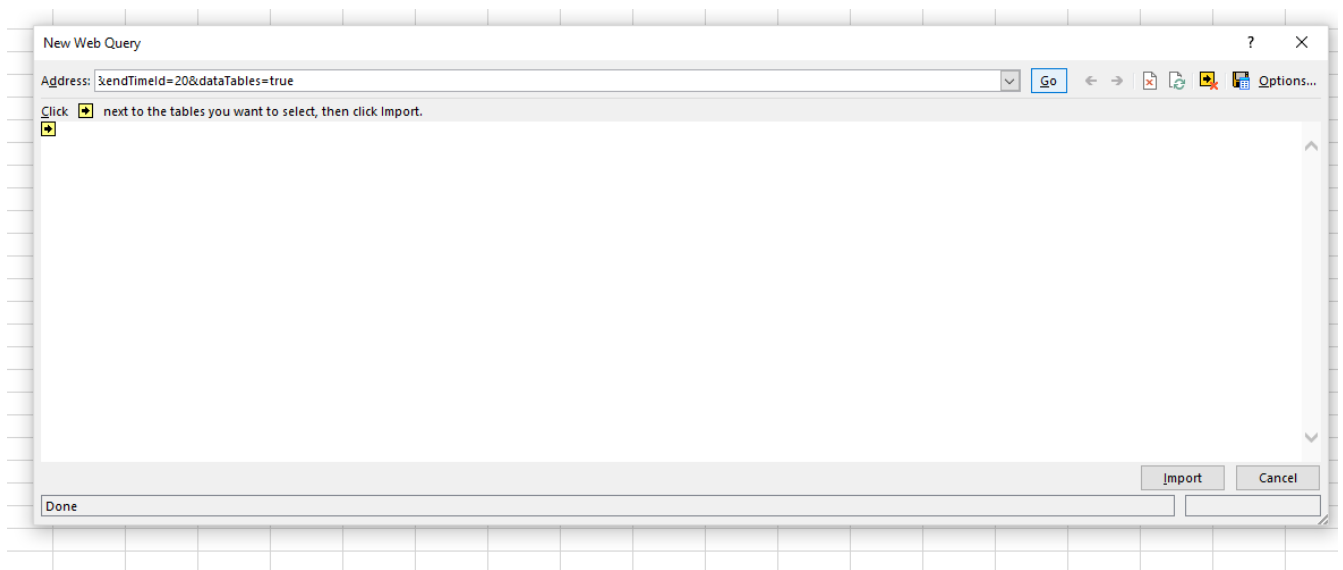 New Web Query ?
Address: &endTimeId=20&dataTables=true Go Options...
Click next to the tables you want to select, then click Import.
Import Cancel
Done